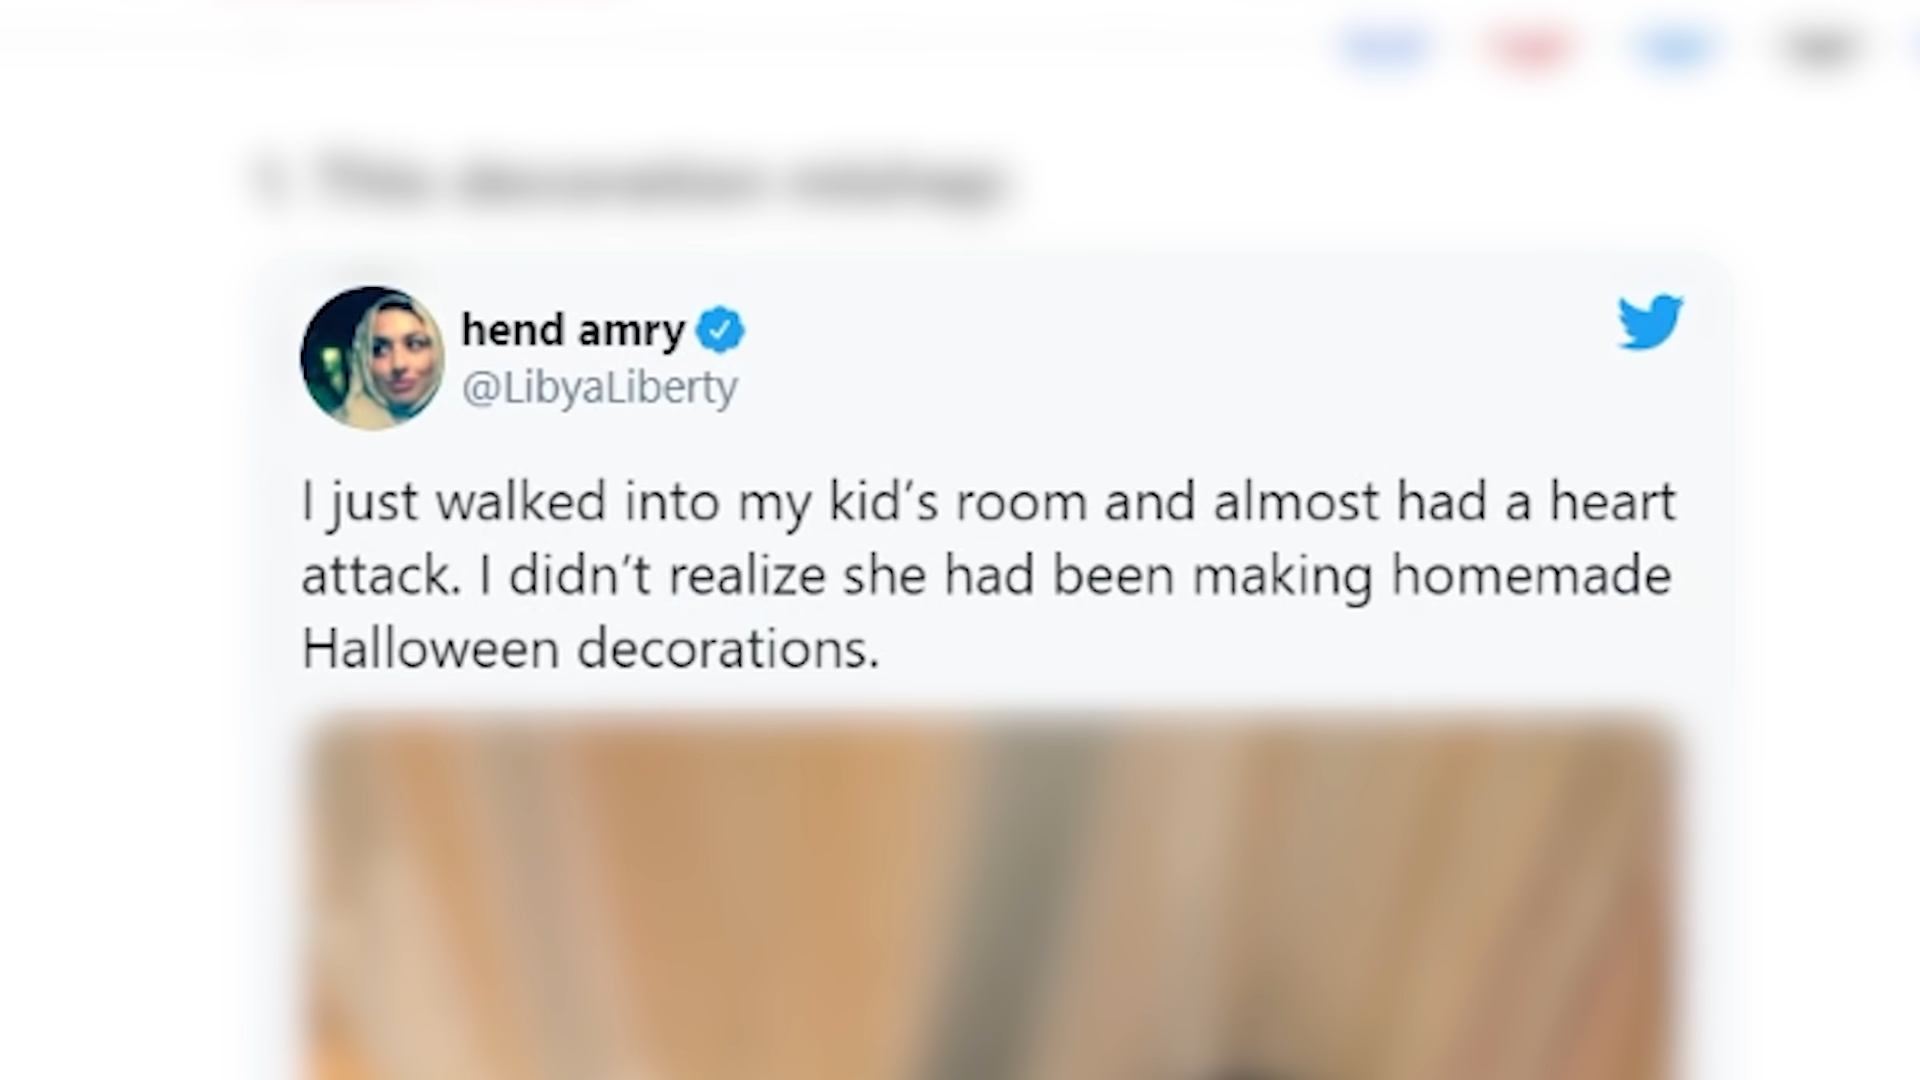 hend amry
@LibyaLiberty
I just walked into my kid’s room and almost had a heart
attack. I didn’t realize she had been making homemade
Halloween decorations.